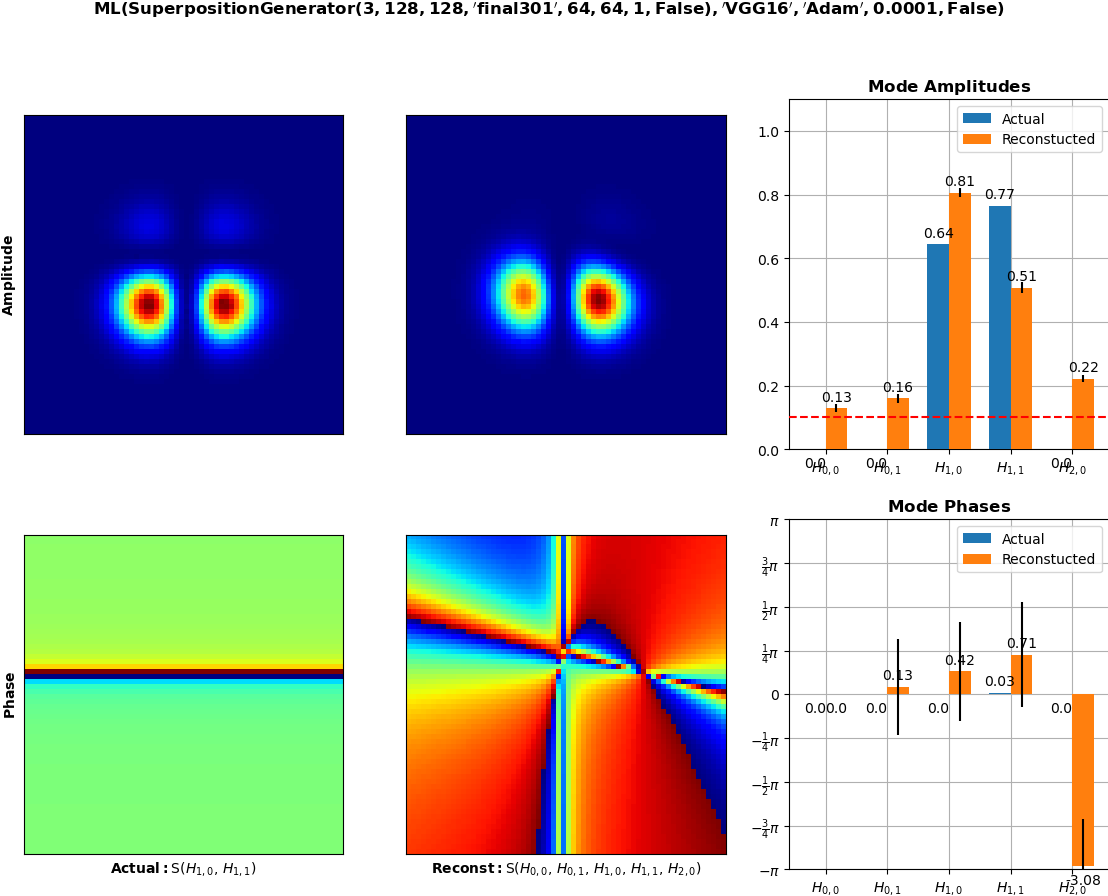 ML(SuperpositionGenerator(3, 128, 128, ′final301′, 64, 64, 1, False), ′VGG16′, ′Adam′, 0.0001, False)
Amplitude
Mode Amplitudes
Actual
Reconstucted
1.0
0.8
0.6
0.4
0.2
0.0
0.0
0.13
0.0
0.16
0.64
0.81
0.77
0.51
0.0
0.22
H0,0
H0,1
H1,0
H1,1
H2,0
Phase
Actual: S(H1,0, H1,1)
Reconst: S(H0,0, H0,1, H1,0, H1,1, H2,0)
Mode Phases
Actual
Reconstucted
π
3/4π
1/2π
1/4π
0
−1/4π
−1/2π
−3/4π
−π
0.0
0.0
0.0
0.13
0.0
0.42
0.03
0.71
0.0
-3.08
H0,0
H0,1
H1,0
H1,1
H2,0